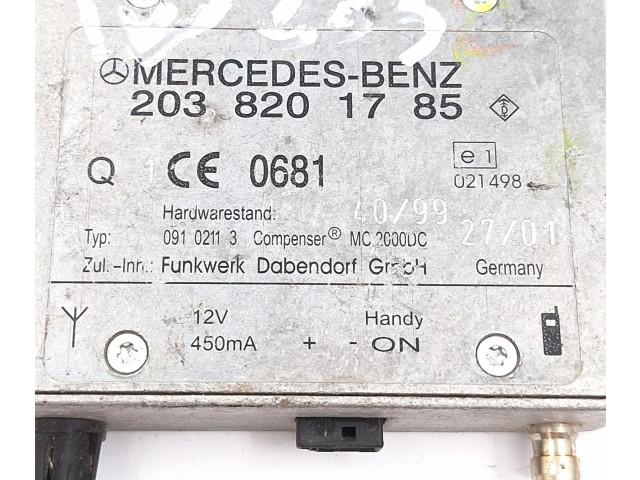 MERCEDES-BENZ
203 820 17 85
Q 1 CE 0681
e1
021498
Hardwarestand: 40/99
Typ: 091 0211 3 Compenser® MC 2000DC
27/01
Zul.-Inh.: Funkwerk Dabendorf GmbH Germany
12V Handy
450mA + - ON